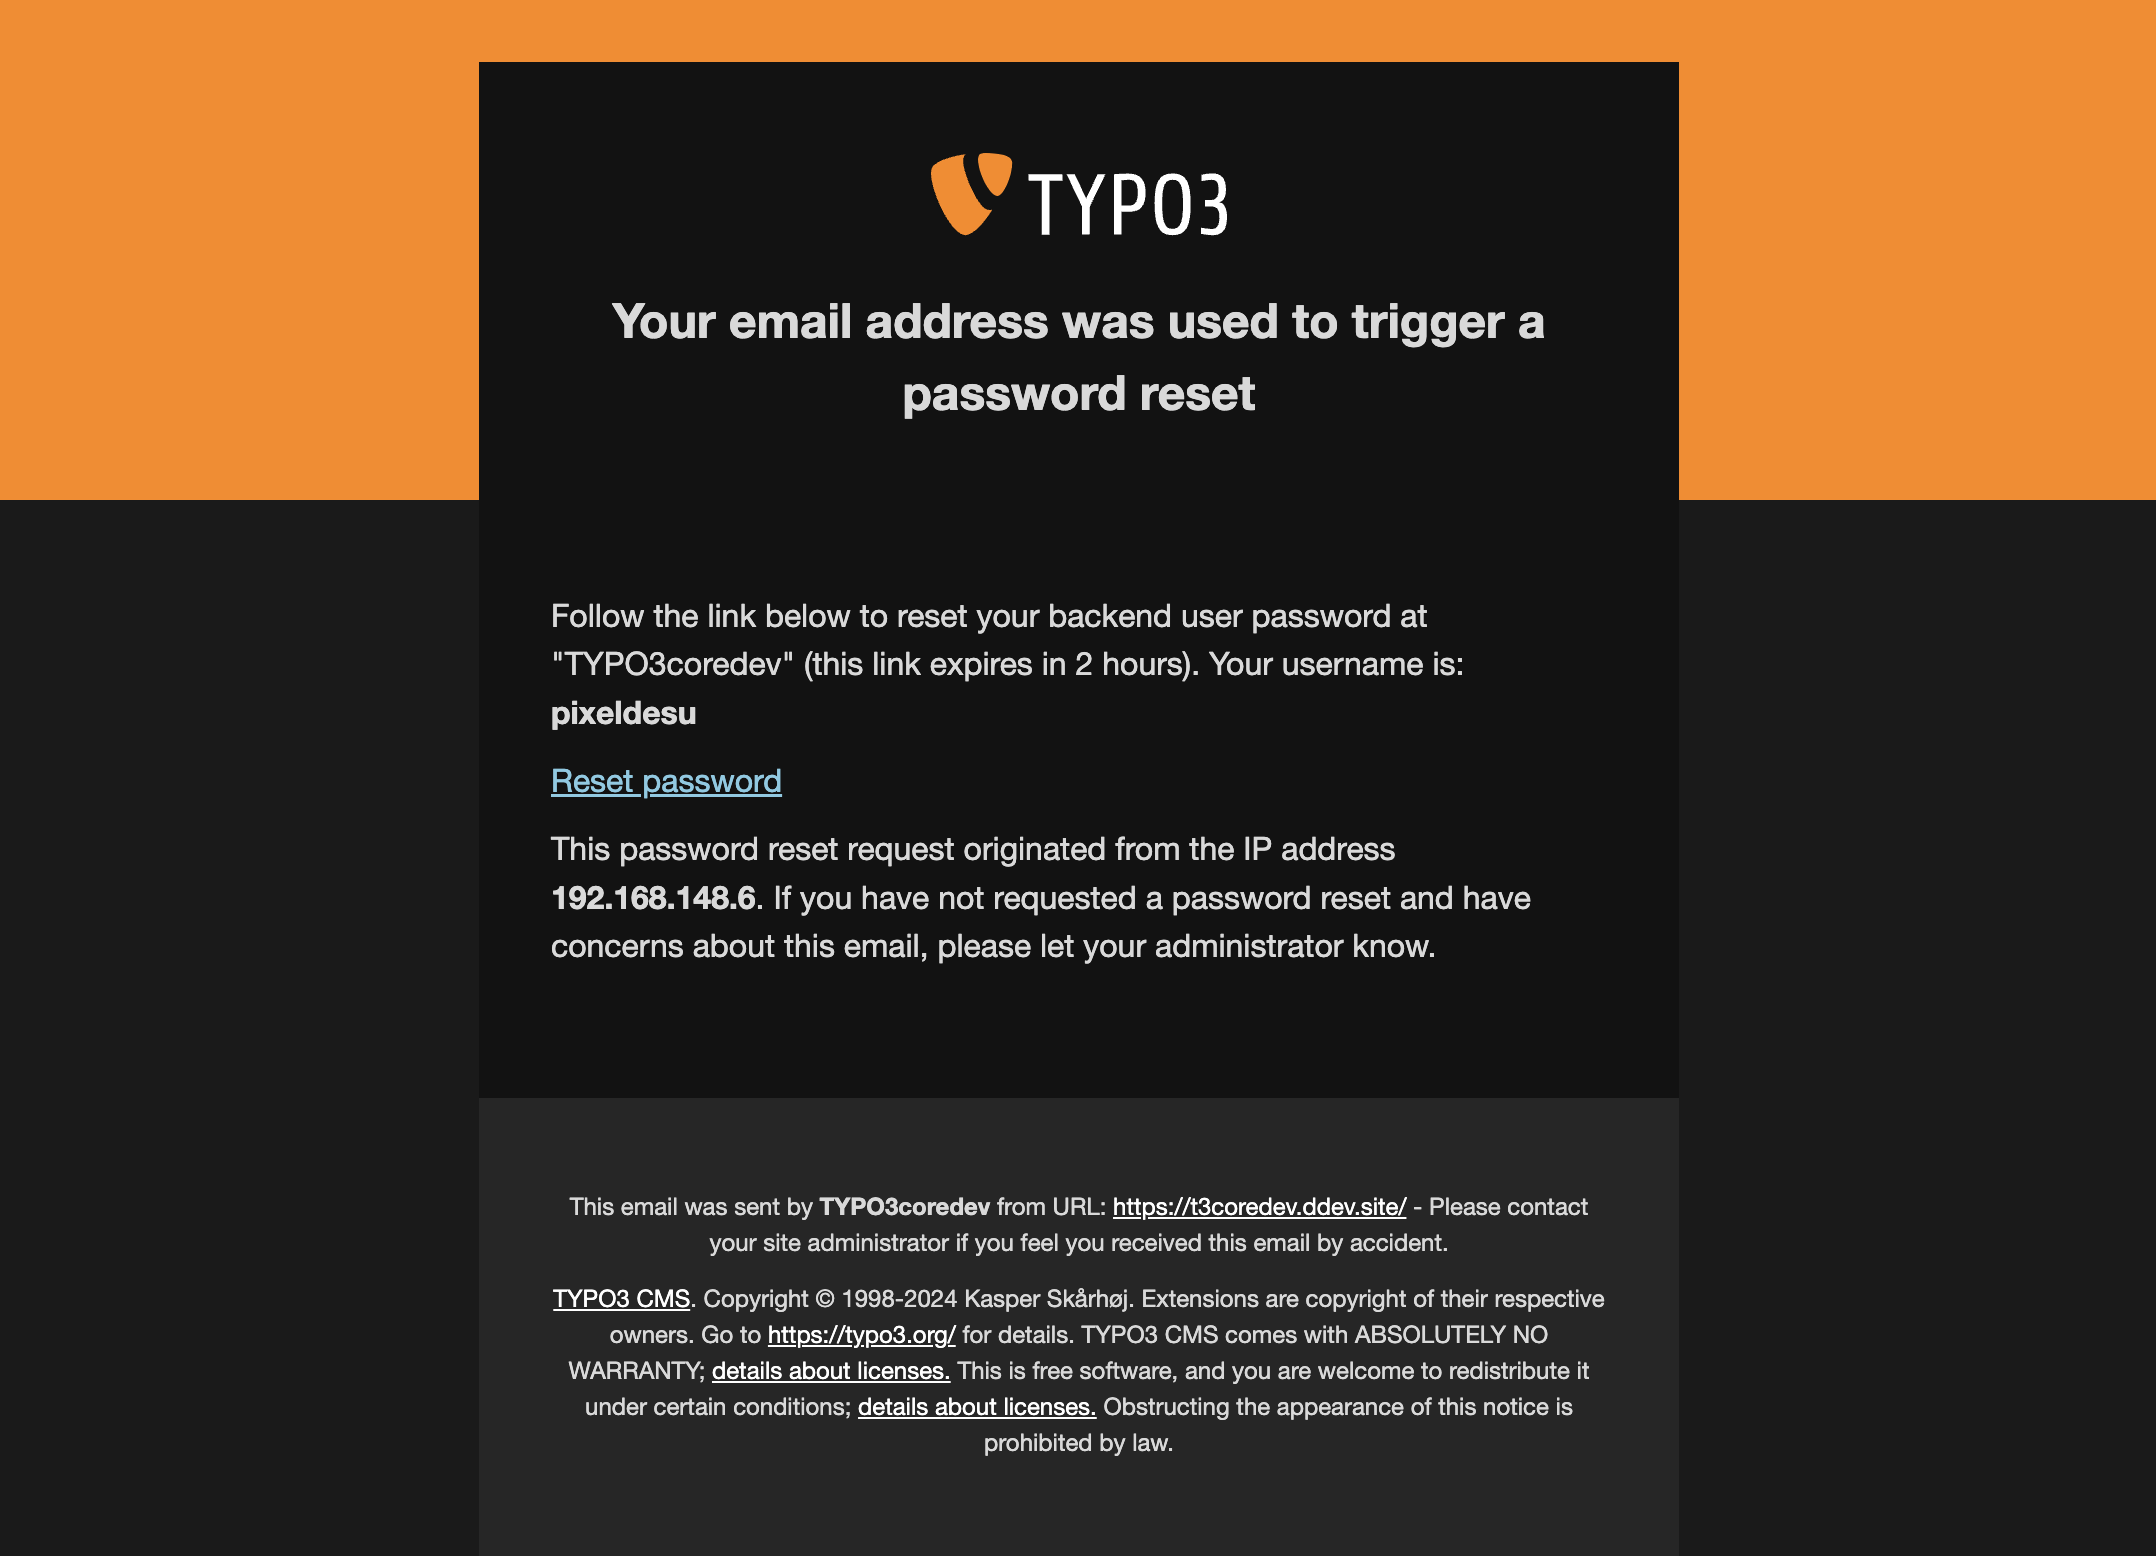 TYPO3
Your email address was used to trigger a
password reset
Follow the link below to reset your backend user password at
"TYPO3coredev" (this link expires in 2 hours). Your username is:
pixeldesu
Reset password
This password reset request originated from the IP address
192.168.148.6. If you have not requested a password reset and have
concerns about this email, please let your administrator know.
This email was sent by TYPO3coredev from URL: https://t3coredev.ddev.site/ - Please contact
your site administrator if you feel you received this email by accident.
TYPO3 CMS. Copyright © 1998-2024 Kasper Skårhøj. Extensions are copyright of their respective
owners. Go to https://typo3.org/ for details. TYPO3 CMS comes with ABSOLUTELY NO
WARRANTY; details about licenses. This is free software, and you are welcome to redistribute it
under certain conditions; details about licenses. Obstructing the appearance of this notice is
prohibited by law.